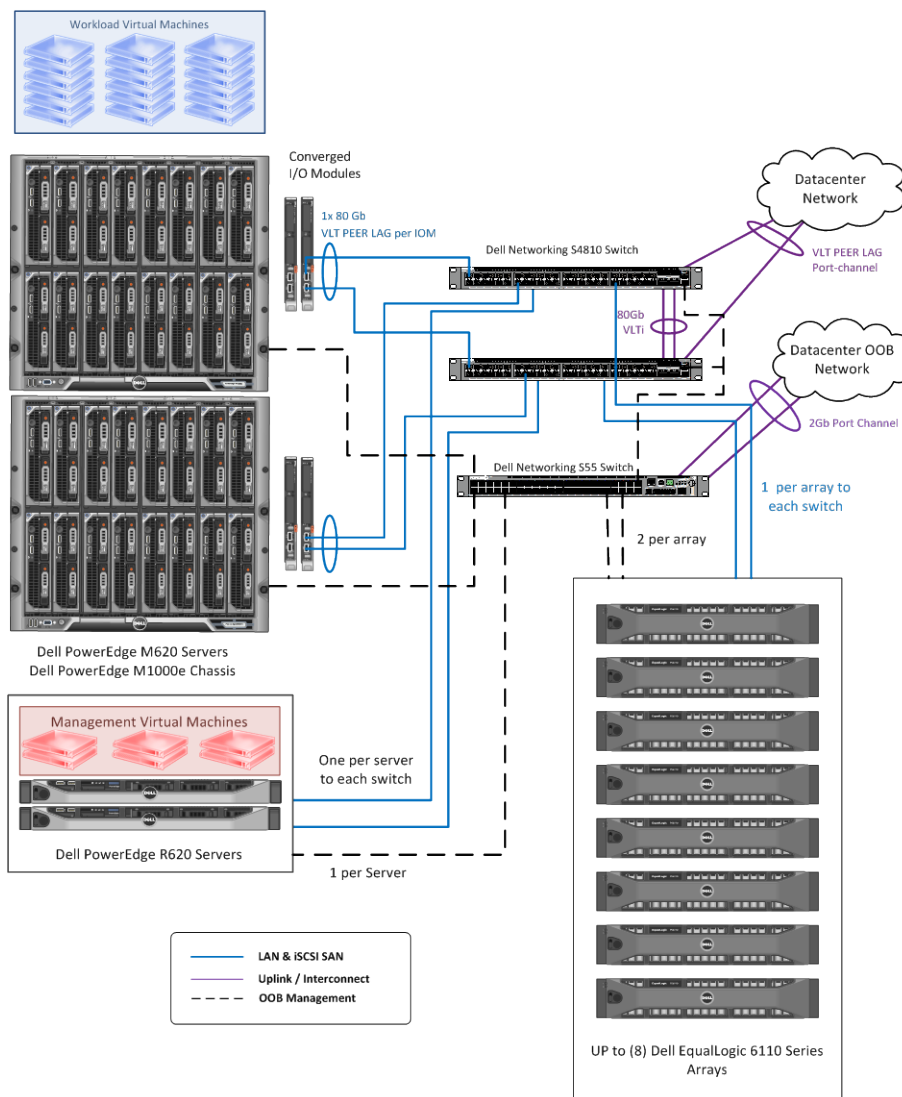 Workload Virtual Machines
Converged
I/O Modules
1x 80 Gb
VLT PEER LAG per IOM
Dell Networking S4810 Switch
Datacenter
Network
VLT PEER LAG
Port-channel
80Gb
VLTi
Datacenter OOB
Network
2Gb Port Channel
Dell Networking S55 Switch
1 per array to
each switch
2 per array
Dell PowerEdge M620 Servers
Dell PowerEdge M1000e Chassis
Management Virtual Machines
One per server
to each switch
Dell PowerEdge R620 Servers
1 per Server
LAN & iSCSI SAN
Uplink / Interconnect
OOB Management
UP to (8) Dell EqualLogic 6110 Series
Arrays